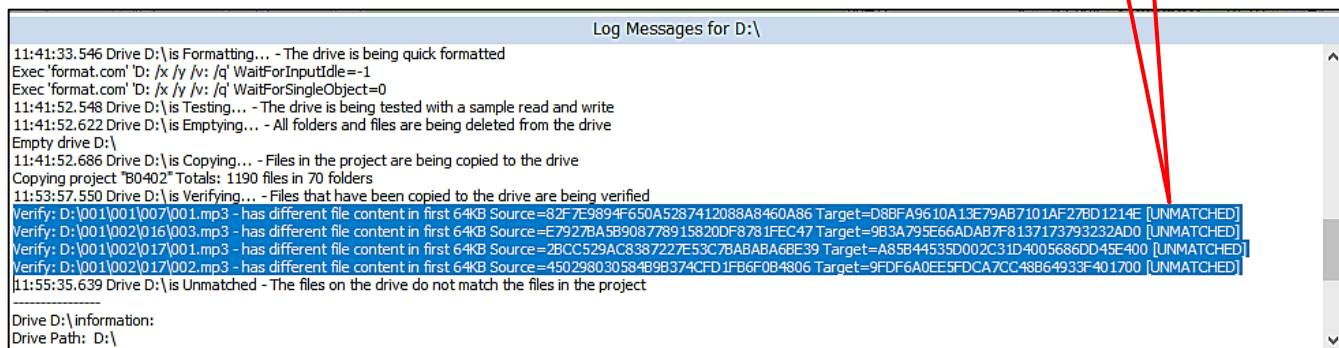 Log Messages for D:\
11:41:33.546 Drive D:\ is Formatting... - The drive is being quick formatted
Exec 'format.com' 'D: /x /y /v: /q' WaitForInputIdle=-1
Exec 'format.com' 'D: /x /y /v: /q' WaitForSingleObject=0
11:41:52.548 Drive D:\ is Testing... - The drive is being tested with a sample read and write
11:41:52.622 Drive D:\ is Emptying... - All folders and files are being deleted from the drive
Empty drive D:\
11:41:52.686 Drive D:\ is Copying... - Files in the project are being copied to the drive
Copying project "B0402" Totals: 1190 files in 70 folders
11:53:57.550 Drive D:\ is Verifying... - Files that have been copied to the drive are being verified
Verify: D:\001\001\007\001.mp3 - has different file content in first 64KB Source=82F7E9894F650A5287412088A8460A86 Target=D8BFA9610A13E79AB7101AF27BD1214E [UNMATCHED]
Verify: D:\001\002\016\003.mp3 - has different file content in first 64KB Source=E7927BA5B908778915820DF8781FEC47 Target=9B3A795E66ADAB7F8137173793232AD0 [UNMATCHED]
Verify: D:\001\002\017\001.mp3 - has different file content in first 64KB Source=2BCC529AC8387227E53C7BABABA6BE39 Target=A85B44535D002C31D4005686DD45E400 [UNMATCHED]
Verify: D:\001\002\017\002.mp3 - has different file content in first 64KB Source=450298030584B9B374CFD1FB6F0B4806 Target=9FDF6A0EE5FDCA7CC48B64933F401700 [UNMATCHED]
11:55:35.639 Drive D:\ is Unmatched - The files on the drive do not match the files in the project
----------------
Drive D:\ information:
Drive Path: D:\